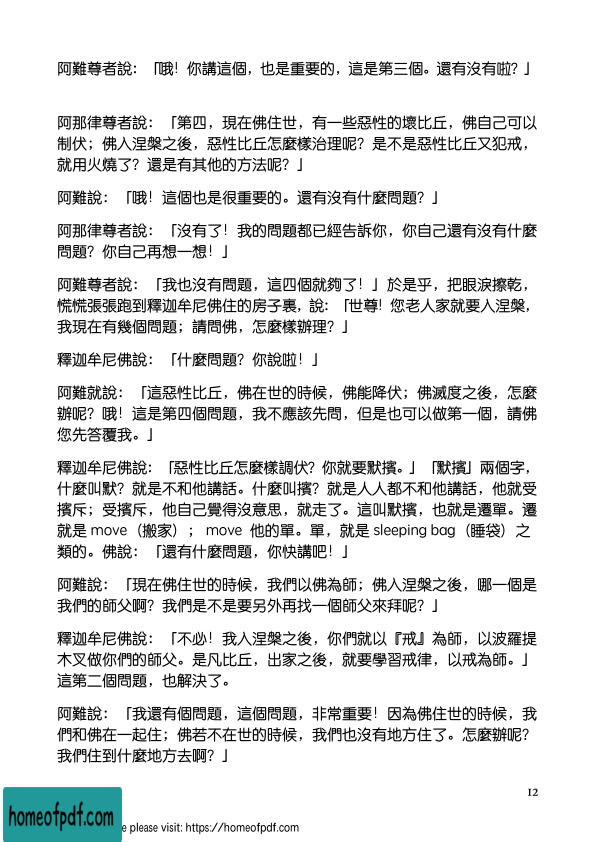 阿難尊者說：「哦！你講這個，也是重要的，這是第三個。還有沒有啦？」
阿那律尊者說：「第四，現在佛住世，有一些惡性的壞比丘，佛自己可以
制伏；佛入涅槃之後，惡性比丘怎麼樣治理呢？是不是惡性比丘又犯戒，
就用火燒了？還是有其他的方法呢？」
阿難說：「哦！這個也是很重要的。還有沒有什麼問題？」
阿那律尊者說：「沒有了！我的問題都已經告訴你，你自己還有沒有什麼
問題？你自己再想一想！」
阿難尊者說：「我也沒有問題，這四個就夠了！」於是乎，把眼淚擦乾，
慌慌張張跑到釋迦牟尼佛住的房子裏，說：「世尊！您老人家就要入涅槃，
我現在有幾個問題；請問佛，怎麼樣辦理？」
釋迦牟尼佛說：「什麼問題？你說啦！」
阿難就說：「這惡性比丘，佛在世的時候，佛能降伏；佛滅度之後，怎麼
辦呢？哦！這是第四個問題，我不應該先問，但是也可以做第一個，請佛
您先答覆我。」
釋迦牟尼佛說：「惡性比丘怎麼樣調伏？你就要默擯。」「默擯」兩個字，
什麼叫默？就是不和他講話。什麼叫擯？就是人人都不和他講話，他就受
擯斥；受擯斥，他自己覺得沒意思，就走了。這叫默擯，也就是遷單。遷
就是 move（搬家）； move 他的單。單，就是 sleeping bag（睡袋）之
類的。佛說：「還有什麼問題，你快講吧！」
阿難說：「現在佛住世的時候，我們以佛為師；佛入涅槃之後，哪一個是
我們的師父啊？我們是不是要另外再找一個師父來拜呢？」
釋迦牟尼佛說：「不必！我入涅槃之後，你們就以『戒』為師，以波羅提
木叉做你們的師父。是凡比丘，出家之後，就要學習戒律，以戒為師。」
這第二個問題，也解決了。
阿難說：「我還有個問題，這個問題，非常重要！因為佛住世的時候，我
們和佛在一起住；佛若不在世的時候，我們也沒有地方住了。怎麼辦呢？
我們住到什麼地方去啊？」
12
homeofpdf.com
e please visit: https://homeofpdf.com